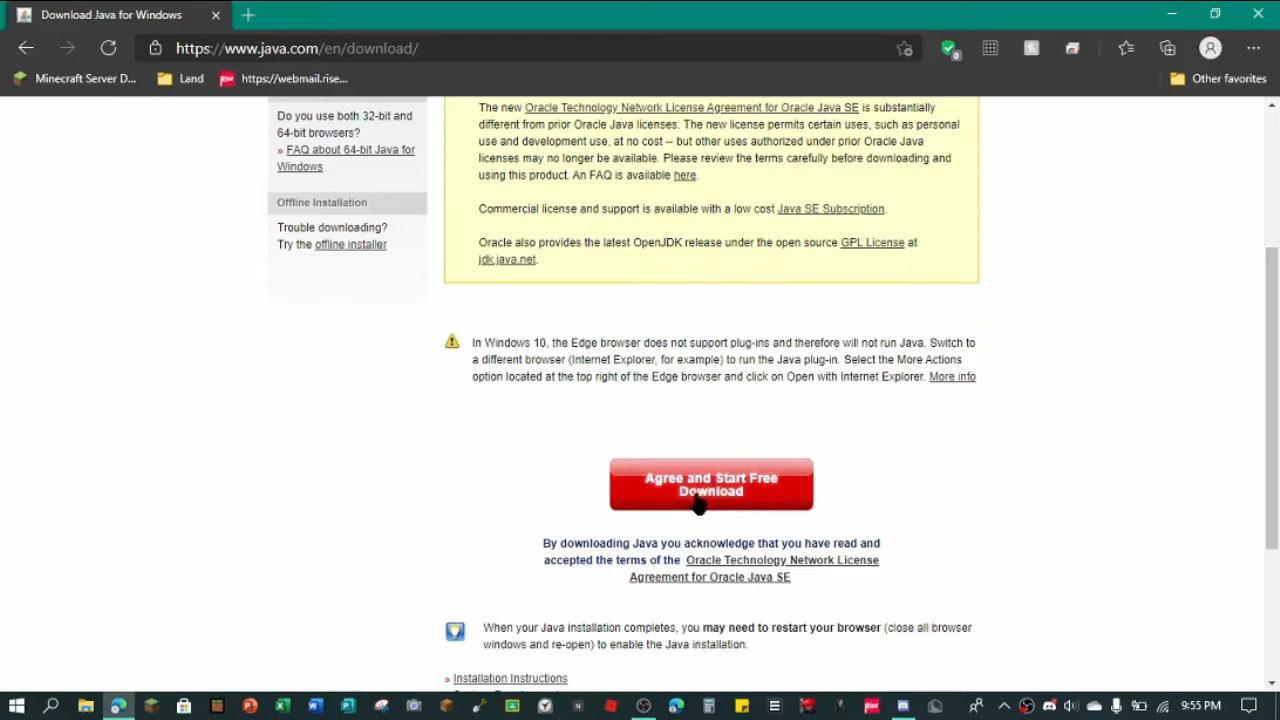 Download Java for Windows
https://www.java.com/en/download/
0
Minecraft Server D...
Land
https://webmail.rise...
Other favorites
Do you use both 32-bit and
64-bit browsers?
» FAQ about 64-bit Java for
Windows
Offline Installation
Trouble downloading?
Try the offline installer
The new Oracle Technology Network License Agreement for Oracle Java SE is substantially
different from prior Oracle Java licenses. The new license permits certain uses, such as personal
use and development use, at no cost -- but other uses authorized under prior Oracle Java
licenses may no longer be available. Please review the terms carefully before downloading and
using this product. An FAQ is available here.
Commercial license and support is available with a low cost Java SE Subscription.
Oracle also provides the latest OpenJDK release under the open source GPL License at
jdk.java.net.
In Windows 10, the Edge browser does not support plug-ins and therefore will not run Java. Switch to
a different browser (Internet Explorer, for example) to run the Java plug-in. Select the More Actions
option located at the top right of the Edge browser and click on Open with Internet Explorer. More info
Agree and Start Free
Download
By downloading Java you acknowledge that you have read and
accepted the terms of the Oracle Technology Network License
Agreement for Oracle Java SE
When your Java installation completes, you may need to restart your browser (close all browser
windows and re-open) to enable the Java installation.
» Installation Instructions
9:55 PM